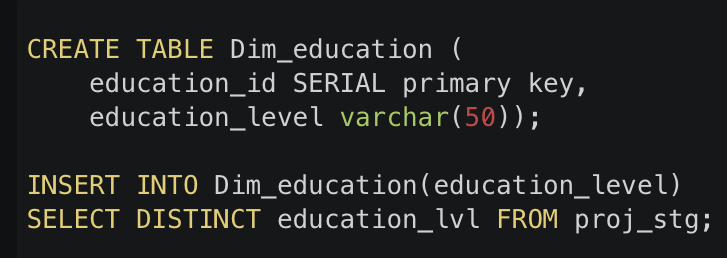 CREATE TABLE Dim_education (
    education_id SERIAL primary key,
    education_level varchar(50));

INSERT INTO Dim_education(education_level)
SELECT DISTINCT education_lvl FROM proj_stg;